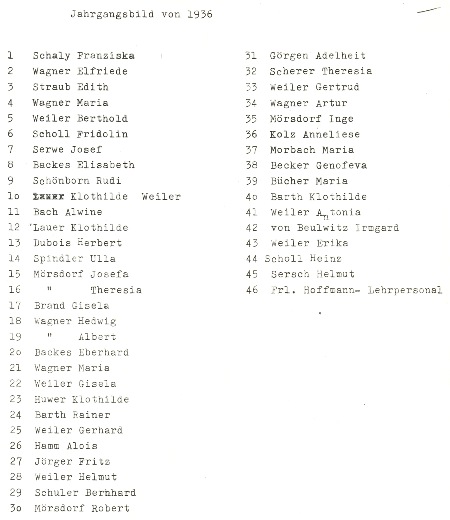 Jahrgangsbild von 1936
1 Schaly Franziska
2 Wagner Elfriede
3 Straub Edith
4 Wagner Maria
5 Weiler Berthold
6 Scholl Fridolin
7 Serwe Josef
8 Backes Elisabeth
9 Schönborn Rudi
1o Klothilde Weiler
11 Bach Alwine
12 'Lauer Klothilde
13 Dubois Herbert
14 Spindler Ulla
15 Mörsdorf Josefa
16 " Theresia
17 Brand Gisela
18 Wagner Hedwig
19 " Albert
2o Backes Eberhard
21 Wagner Maria
22 Weiler Gisela
23 Huwer Klothilde
24 Barth Rainer
25 Weiler Gerhard
26 Hamm Alois
27 Jörger Fritz
28 Weiler Helmut
29 Schuler Bernhard
3o Mörsdorf Robert
31 Görgen Adelheit
32 Scherer Theresia
33 Weiler Gertrud
34 Wagner Artur
35 Mörsdorf Inge
36 Kolz Anneliese
37 Morbach Maria
38 Becker Genofeva
39 Bücher Maria
4o Barth Klothilde
41 Weiler Antonia
42 von Beulwitz Irmgard
43 Weiler Erika
44 Scholl Heinz
45 Sersch Helmut
46 Frl. Hoffmann- Lehrpersonal